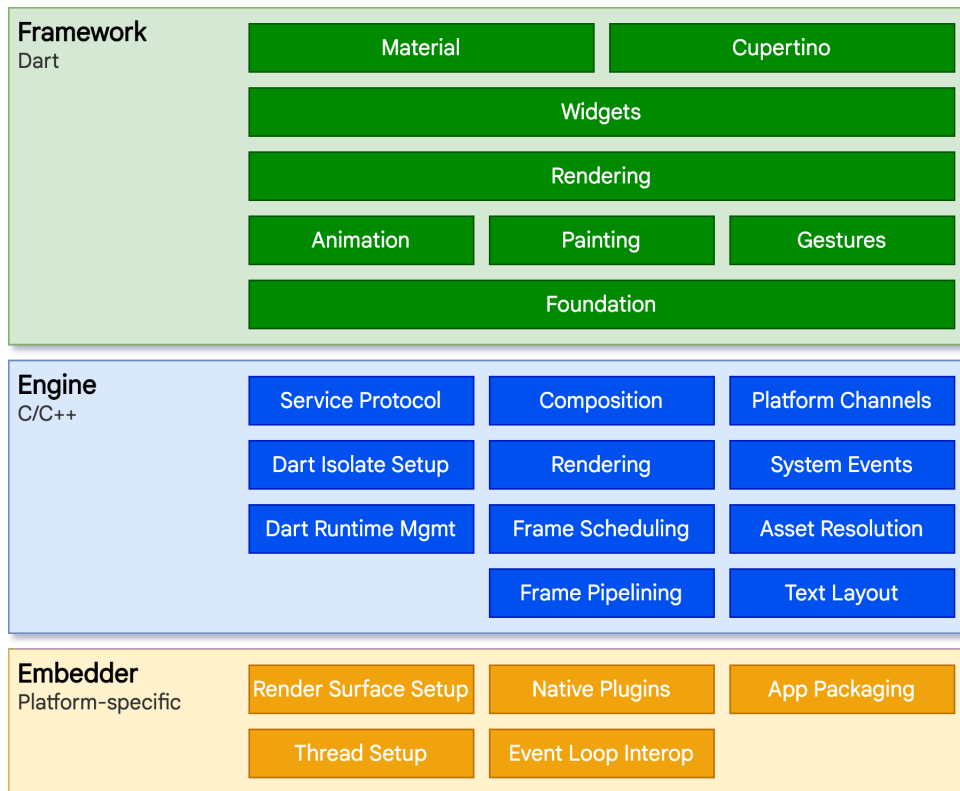 Framework
Dart
Material
Cupertino
Widgets
Rendering
Animation
Painting
Gestures
Foundation
Engine
C/C++
Service Protocol
Composition
Platform Channels
Dart Isolate Setup
Rendering
System Events
Dart Runtime Mgmt
Frame Scheduling
Asset Resolution
Frame Pipelining
Text Layout
Embedder
Platform-specific
Render Surface Setup
Native Plugins
App Packaging
Thread Setup
Event Loop Interop